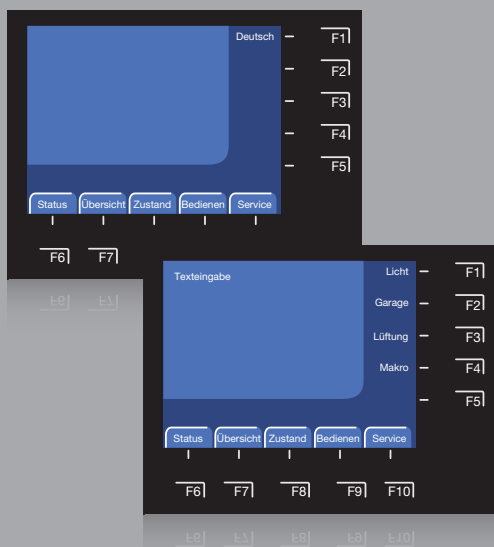 Deutsch
F1
F2
F3
F4
F5
Status Übersicht Zustand Bedienen Service
F6 F7
Texteingabe
Licht F1
Garage F2
Lüftung F3
Makro F4
F5
Status Übersicht Zustand Bedienen Service
F6 F7 F8 F9 F10